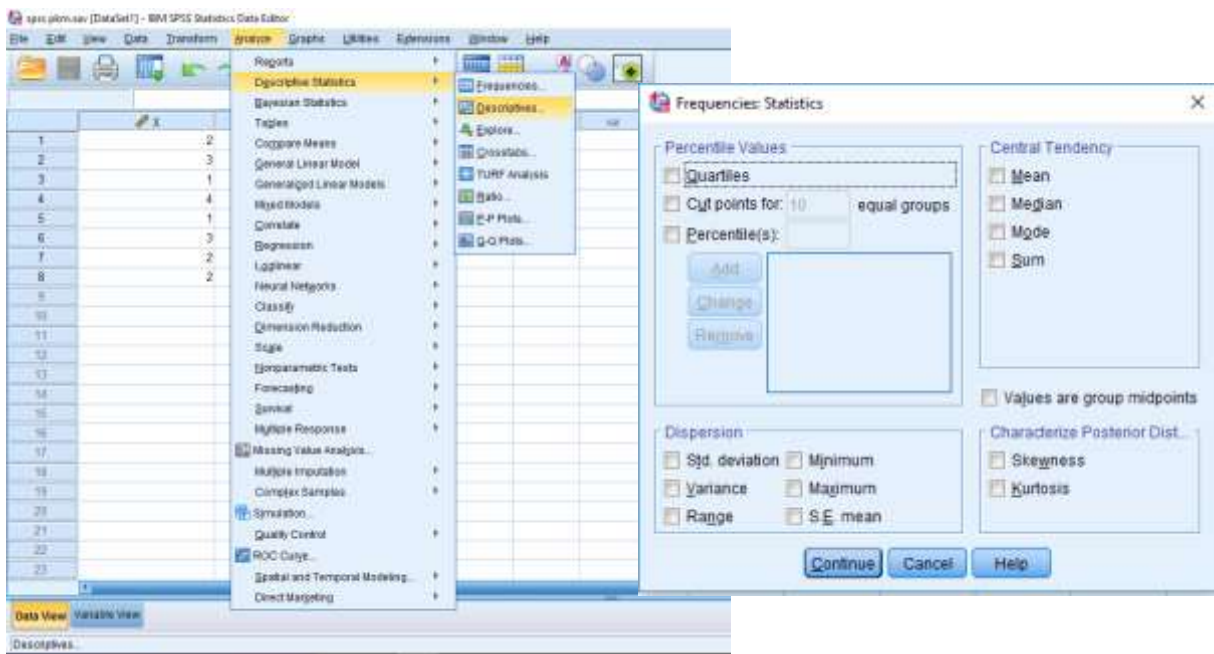 spss pkm.sav [DataSet1] - IBM SPSS Statistics Data Editor
File Edit View Data Transform Analyze Graphs Utilities Extensions Window Help
Reports
Descriptive Statistics
Bayesian Statistics
Tables
Compare Means
General Linear Model
Generalized Linear Models
Mixed Models
Correlate
Regression
Loglinear
Neural Networks
Classify
Dimension Reduction
Scale
Nonparametric Tests
Forecasting
Survival
Multiple Response
Missing Value Analysis...
Multiple Imputation
Complex Samples
Simulation...
Quality Control
ROC Curve...
Spatial and Temporal Modeling...
Direct Marketing
Frequencies...
Descriptives...
Explore...
Crosstabs...
TURF Analysis
Ratio...
P-P Plots...
Q-Q Plots...
X
var
1 2
2 3
3 1
4 4
5 1
6 3
7 2
8 2
9
10
11
12
13
14
15
16
17
18
19
20
21
22
23
Data View Variable View
Descriptives...
Frequencies: Statistics
Percentile Values
Quartiles
Cut points for: 10 equal groups
Percentile(s):
Add
Change
Remove
Central Tendency
Mean
Median
Mode
Sum
Values are group midpoints
Dispersion
Std. deviation Minimum
Variance Maximum
Range S.E. mean
Characterize Posterior Dist...
Skewness
Kurtosis
Continue Cancel Help